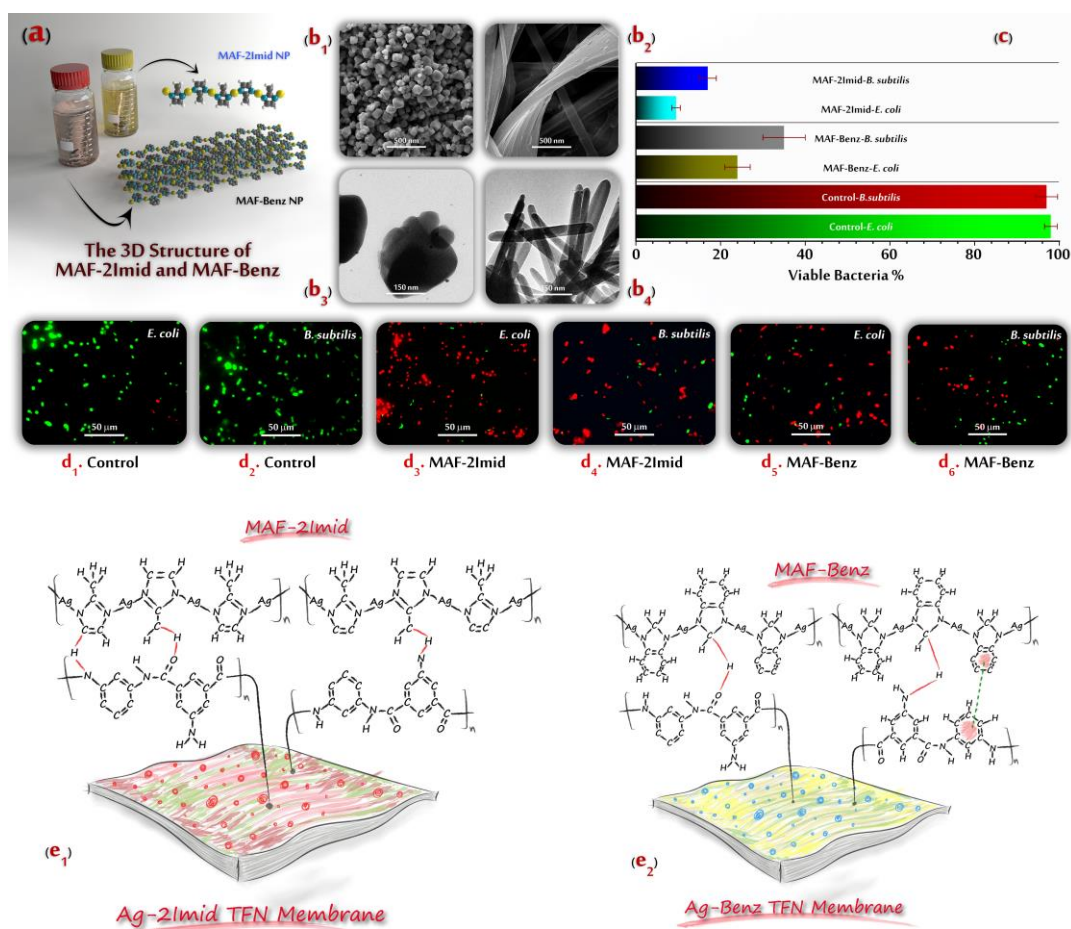 (a)
MAF-2Imid NP
MAF-Benz NP
The 3D Structure of
MAF-2Imid and MAF-Benz
(b1)
500 nm
500 nm
(b2)
(b3)
150 nm
150 nm
(b4)
(c)
MAF-2Imid-B. subtilis
MAF-2Imid-E. coli
MAF-Benz-B. subtilis
MAF-Benz-E. coli
Control-B.subtilis
Control-E. coli
0 20 40 60 80 100
Viable Bacteria %
E. coli
50 µm
d1. Control
B. subtilis
50 µm
d2. Control
E. coli
50 µm
d3. MAF-2Imid
B. subtilis
50 µm
d4. MAF-2Imid
E. coli
50 µm
d5. MAF-Benz
B. subtilis
50 µm
d6. MAF-Benz
MAF-2Imid
(e1)
Ag-2Imid TFN Membrane
MAF-Benz
(e2)
Ag-Benz TFN Membrane